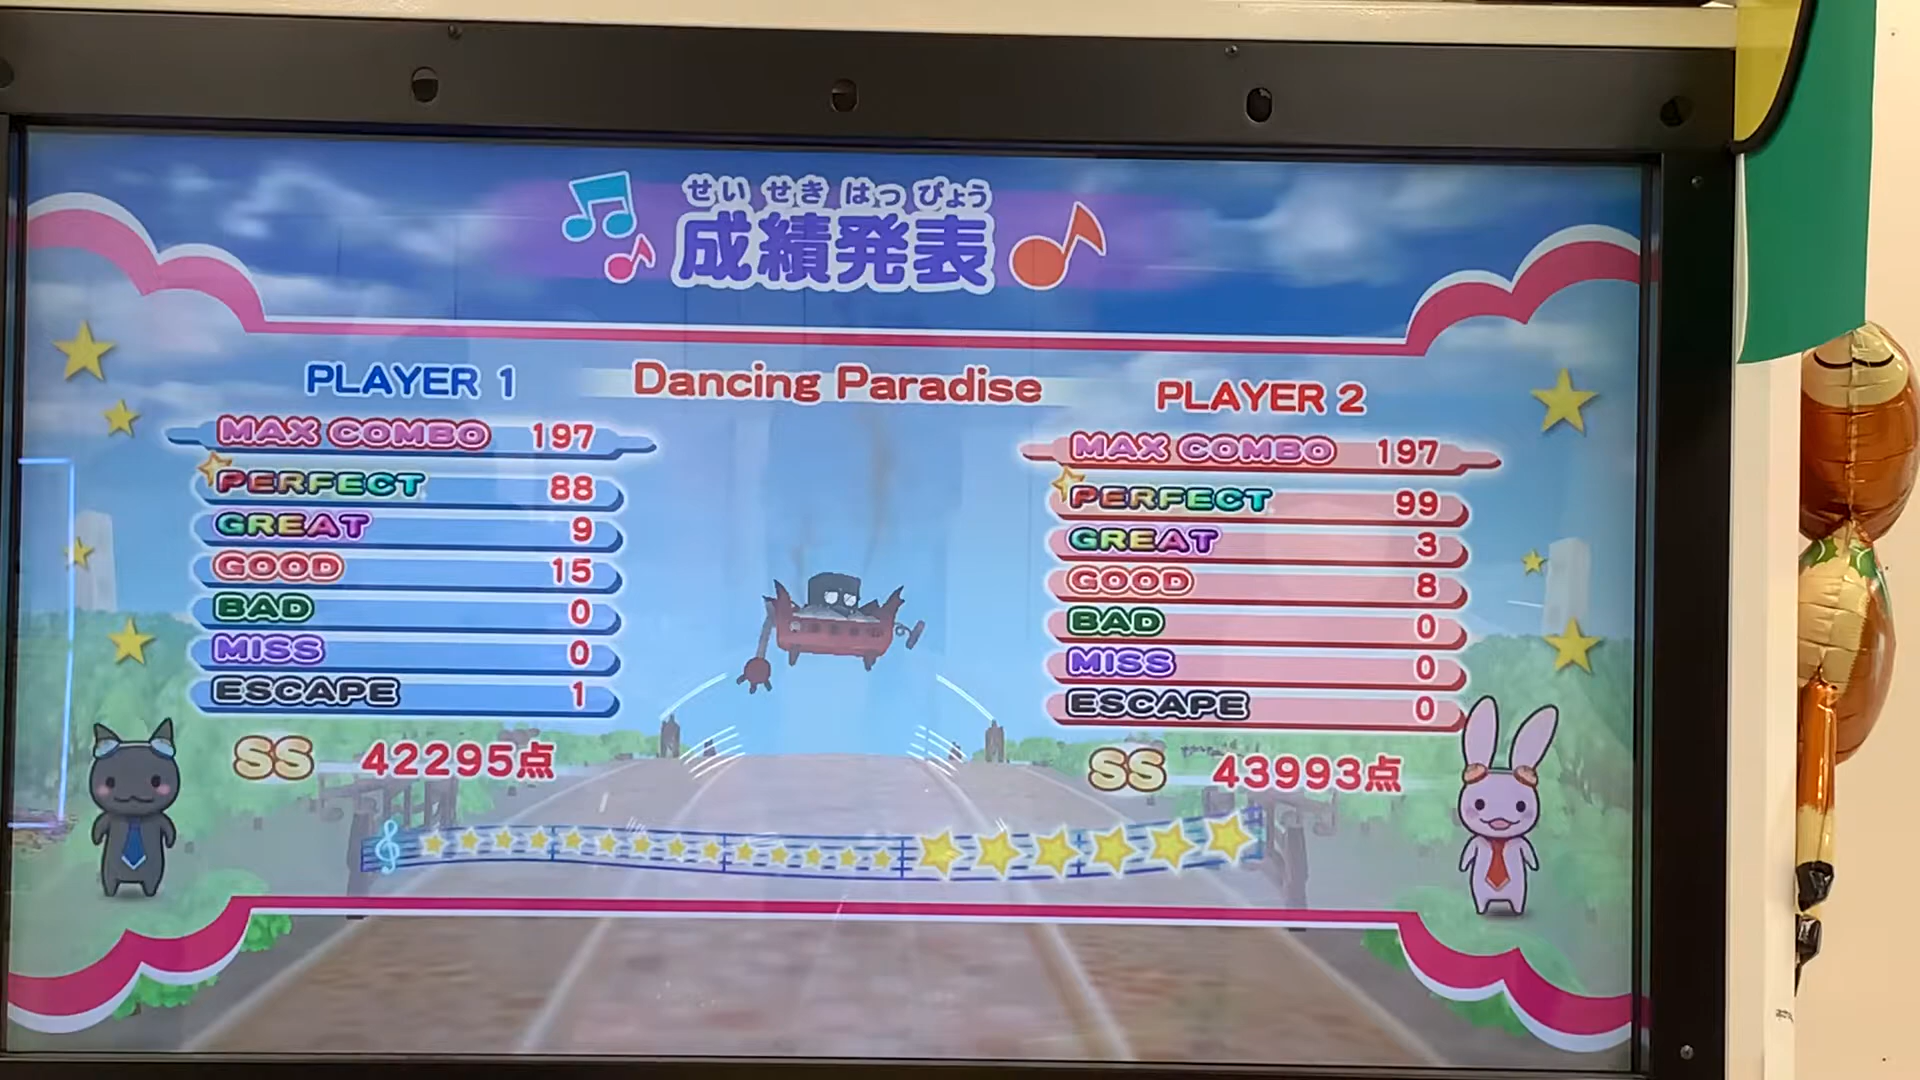 せいせきはっぴょう
成績発表
PLAYER 1
Dancing Paradise
PLAYER 2
MAX COMBO 197
PERFECT 88
GREAT 9
GOOD 15
BAD 0
MISS 0
ESCAPE 1
SS 42295点
MAX COMBO 197
PERFECT 99
GREAT 3
GOOD 8
BAD 0
MISS 0
ESCAPE 0
SS 43993点